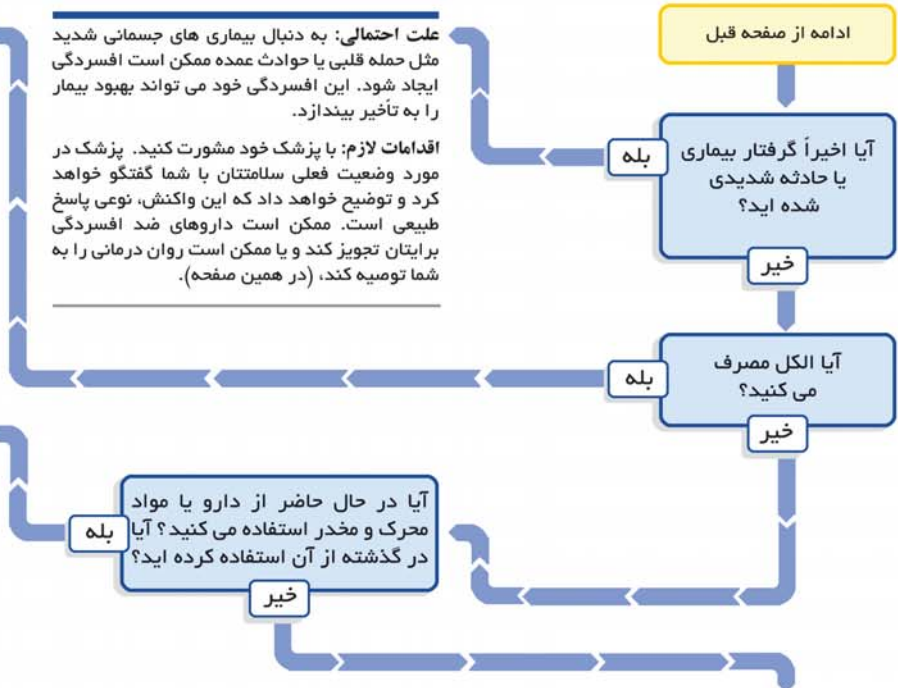 ادامه از صفحه قبل
آیا اخیراً گرفتار بیماری
یا حادثه شدیدی
شده اید؟
بله
خیر
علت احتمالی: به دنبال بیماری های جسمانی شدید
مثل حمله قلبی یا حوادث عمده ممکن است افسردگی
ایجاد شود. این افسردگی خود می تواند بهبود بیمار
را به تأخیر بیندازد.
اقدامات لازم: با پزشک خود مشورت کنید. پزشک در
مورد وضعیت فعلی سلامتتان با شما گفتگو خواهد
کرد و توضیح خواهد داد که این واکنش، نوعی پاسخ
طبیعی است. ممکن است داروهای ضد افسردگی
برایتان تجویز کند و یا ممکن است روان درمانی را به
شما توصیه کند، (در همین صفحه).
آیا الکل مصرف
می کنید؟
بله
خیر
آیا در حال حاضر از دارو یا مواد
محرک و مخدر استفاده می کنید؟ آیا
در گذشته از آن استفاده کرده اید؟
بله
خیر